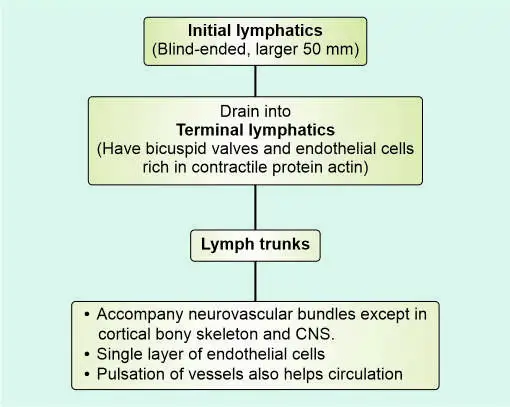 Initial lymphatics
(Blind-ended, larger 50 mm)
Drain into
Terminal lymphatics
(Have bicuspid valves and endothelial cells
rich in contractile protein actin)
Lymph trunks
• Accompany neurovascular bundles except in
cortical bony skeleton and CNS.
• Single layer of endothelial cells
• Pulsation of vessels also helps circulation